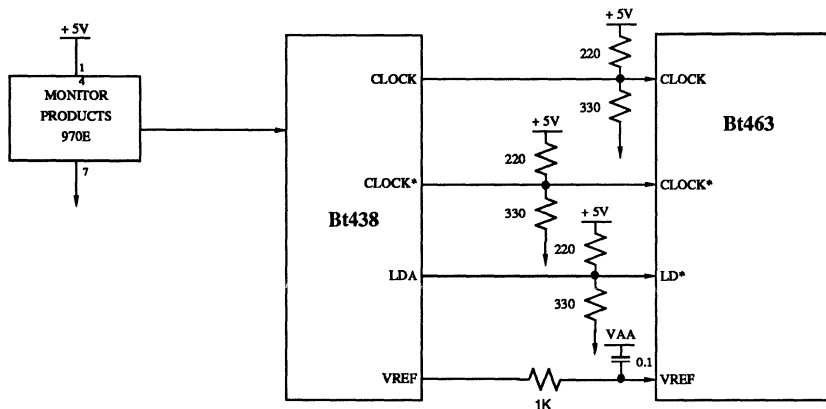 + 5V
1
4
MONITOR
PRODUCTS
970E
7
Bt438
CLOCK
CLOCK*
LDA
VREF
+ 5V
220
330
+ 5V
220
330
+ 5V
220
330
VAA
0.1
1K
Bt463
CLOCK
CLOCK*
LD*
VREF